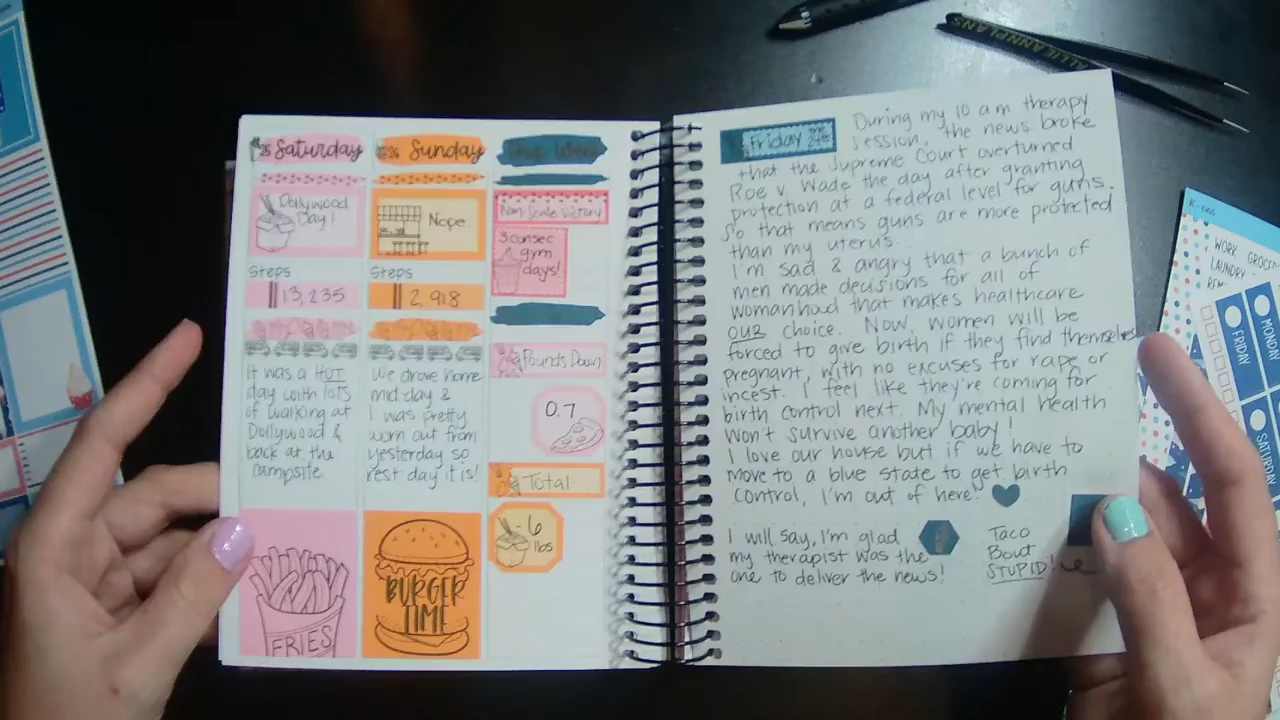 25 Saturday
Dollywood
Day!
Steps
13,235
It was a HOT
day with lots
of walking at
Dollywood &
back at the
campsite
FRIES
26 Sunday
Nope.
Steps
2,918
We drove home
mid-day &
I was pretty
worn out from
yesterday so
rest day it is!
BURGER
TIME
Non-Scale Victory
3 consec
gym
days!
Pounds Down
0.7
Total
-6
lbs
Friday
During my 10 am therapy
session, the news broke
that the Supreme Court overturned
Roe v. Wade the day after granting
protection at a federal level for guns.
So that means guns are more protected
than my uterus.
I'm sad & angry that a bunch of
men made decisions for all of
womanhood that makes healthcare
OUR choice. Now, women will be
forced to give birth if they find themselves
pregnant, with no excuses for rape or
incest. I feel like they're coming for
birth control next. My mental health
won't survive another baby!
I love our house but if we have to
move to a blue state to get birth
control, I'm out of here!
I will say, I'm glad
my therapist was the
one to deliver the news!
Taco
Bout
STUPID!
ALLIKANNPLANS
WORK
LAUNDRY
MONDAY
FRIDAY
SATURDAY